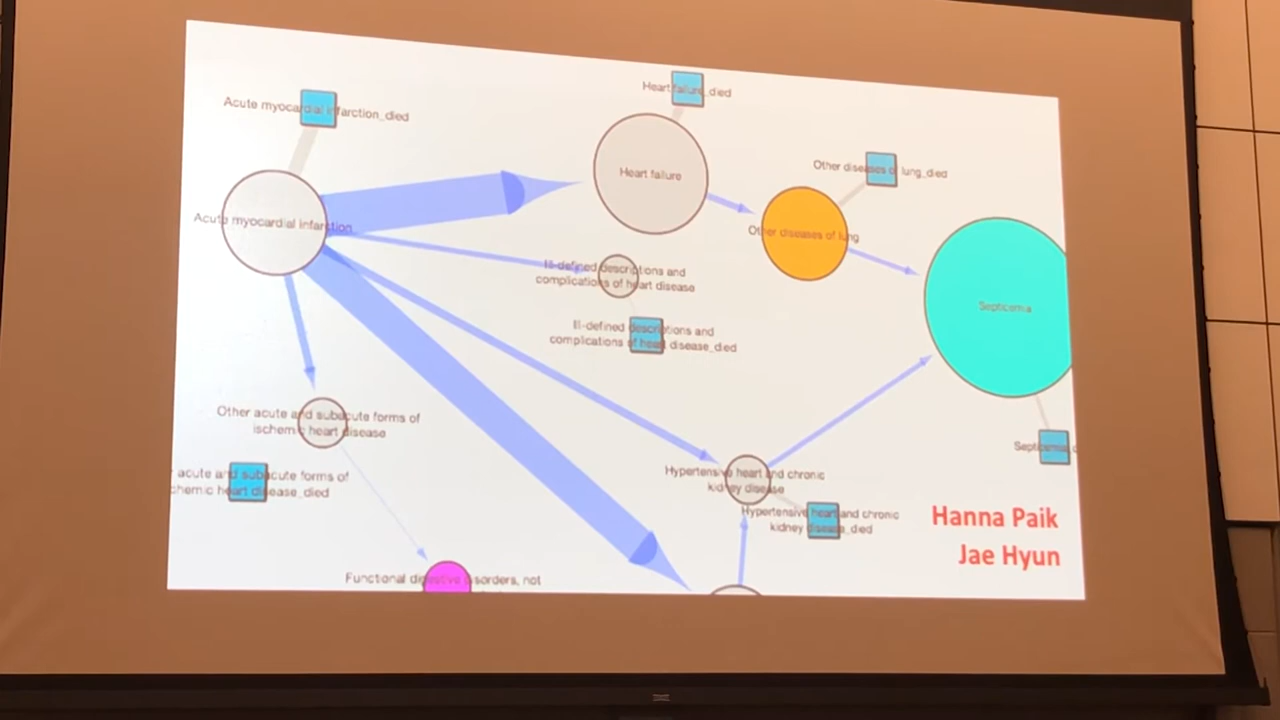 Heart failure_died
Acute myocardial infarction_died
Heart failure
Other diseases of lung_died
Acute myocardial infarction
Other diseases of lung
Ill-defined descriptions and
complications of heart disease
Septicemia
Ill-defined descriptions and
complications of heart disease_died
Other acute and subacute forms of
ischemic heart disease
Hypertensive heart and chronic
kidney disease
acute and subacute forms of
chemic heart disease_died
Hypertensive heart and chronic
kidney disease_died
Hanna Paik
Jae Hyun
Functional digestive disorders, not